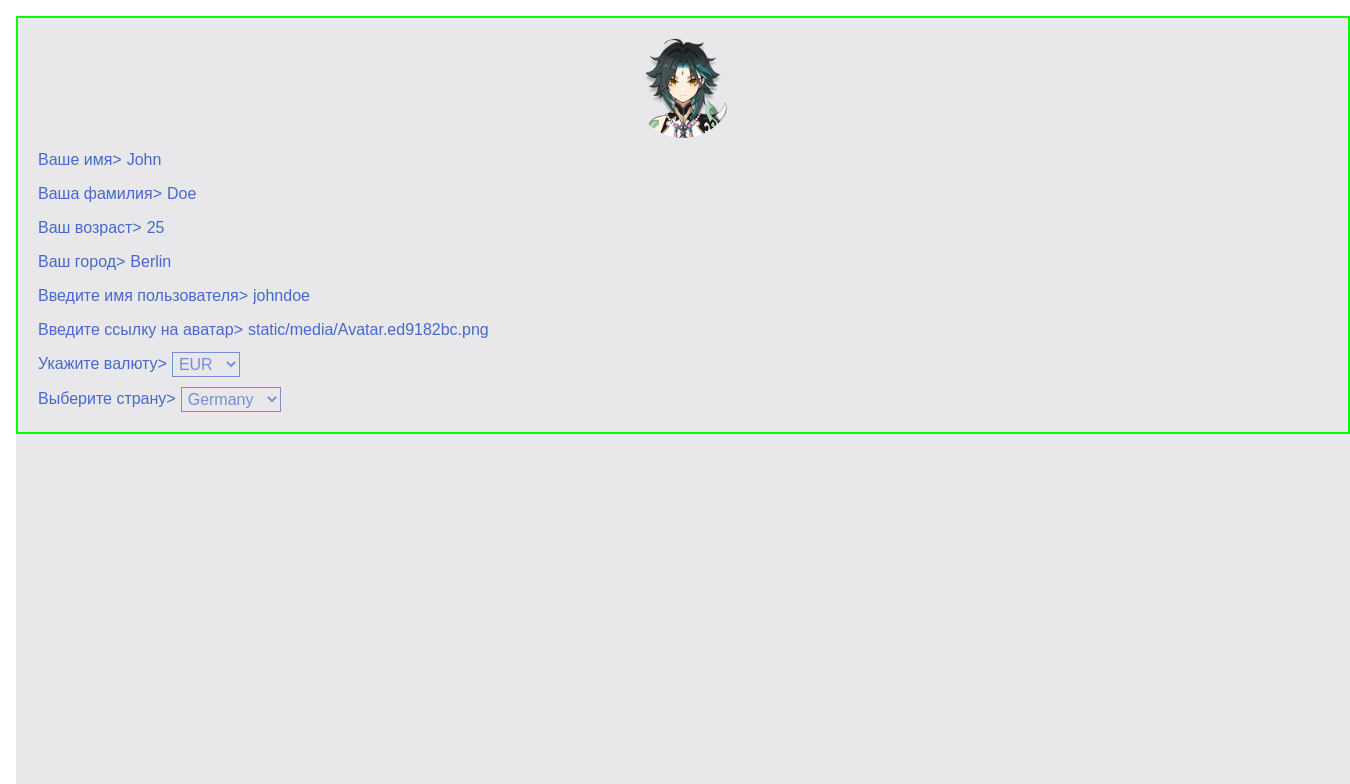 Ваше имя> John
Ваша фамилия> Doe
Ваш возраст> 25
Ваш город> Berlin
Введите имя пользователя> johndoe
Введите ссылку на аватар> static/media/Avatar.ed9182bc.png
Укажите валюту> EUR
Выберите страну> Germany